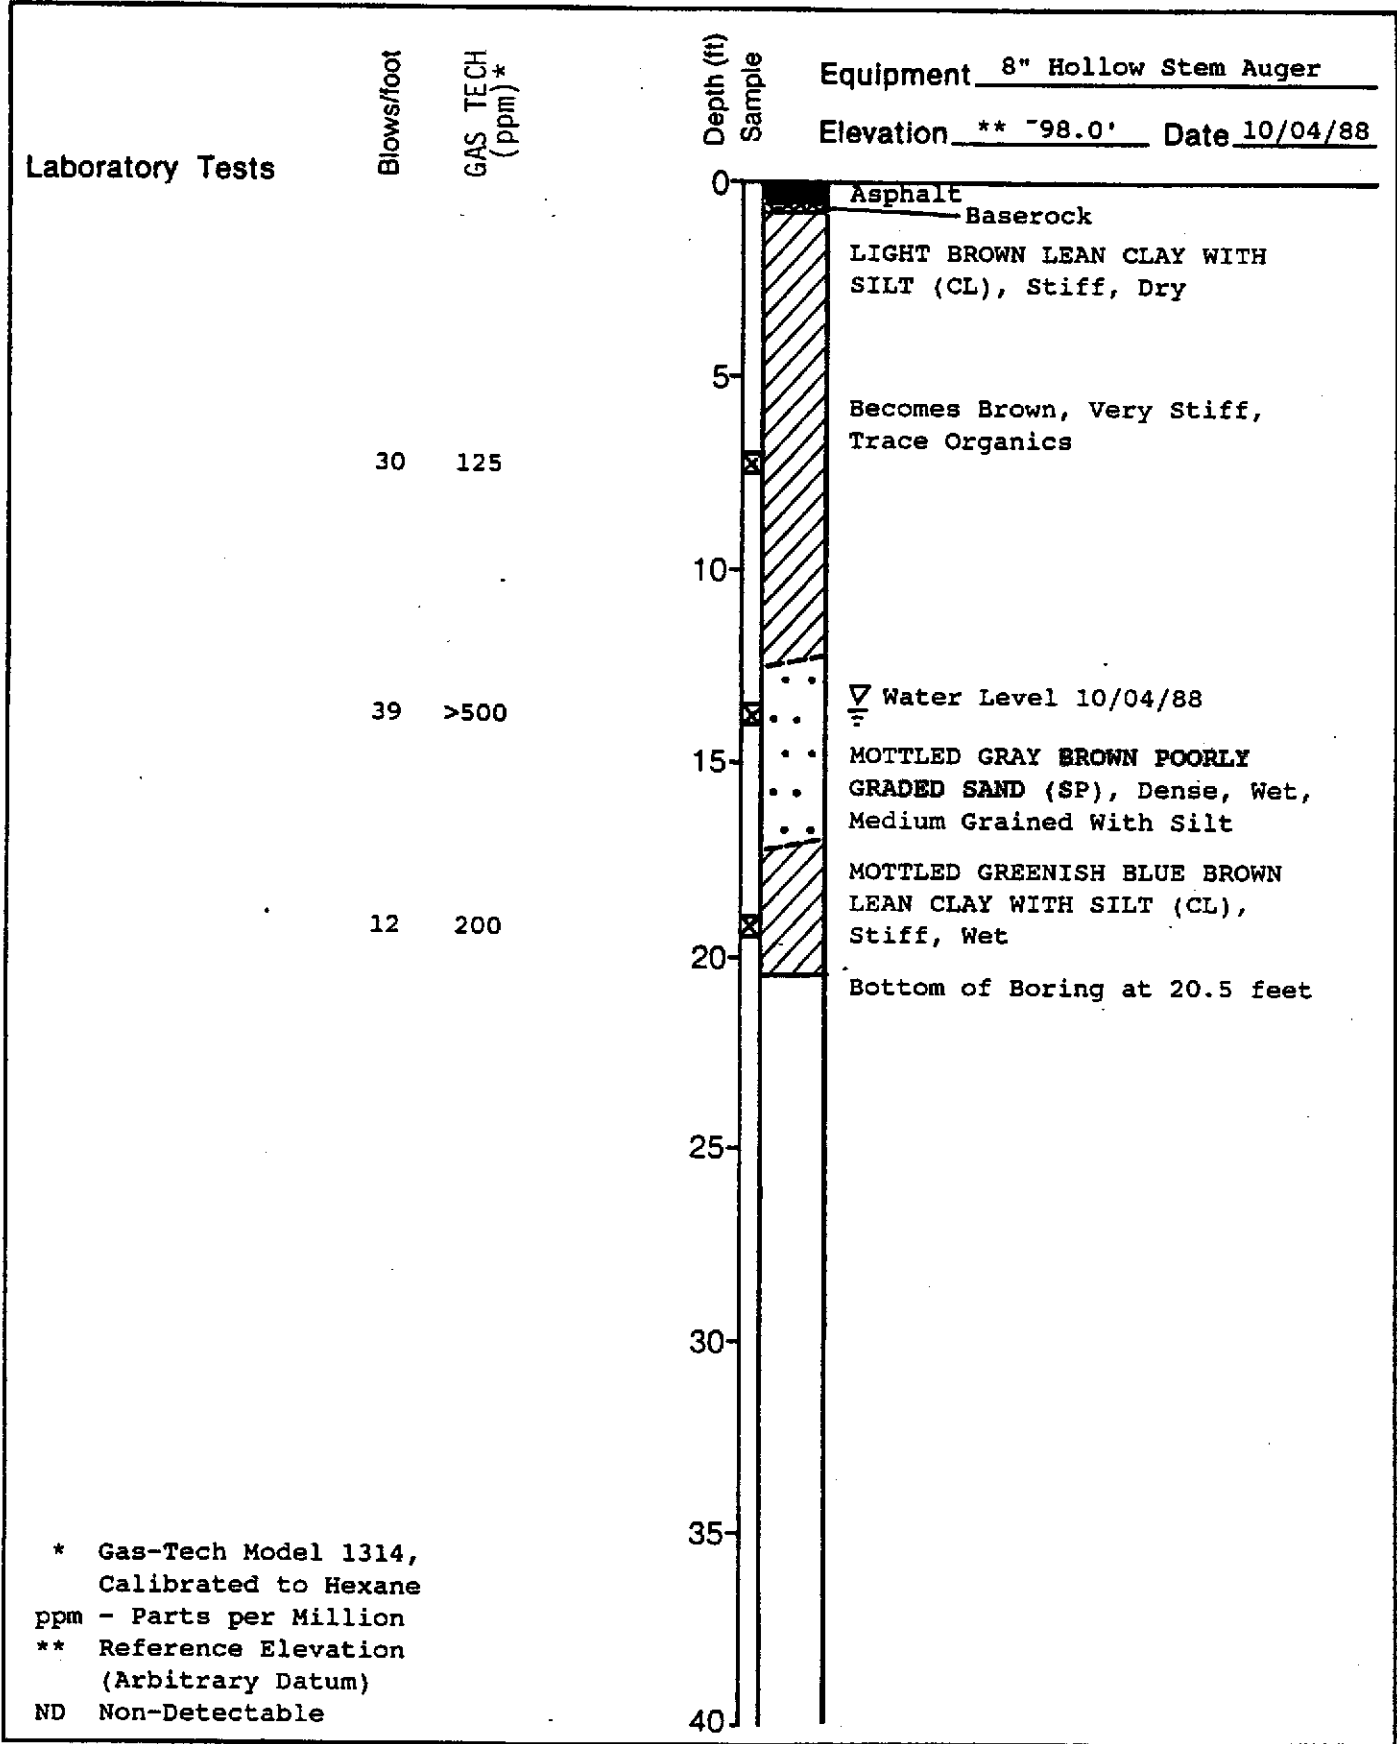 Laboratory Tests
Blows/foot
GAS TECH
(ppm)*
Depth (ft)
Sample
Equipment 8" Hollow Stem Auger
Elevation ** ~98.0' Date 10/04/88
0
Asphalt
Baserock
LIGHT BROWN LEAN CLAY WITH
SILT (CL), Stiff, Dry
5
Becomes Brown, Very Stiff,
Trace Organics
30 125
10
39 >500
Water Level 10/04/88
15
MOTTLED GRAY BROWN POORLY
GRADED SAND (SP), Dense, Wet,
Medium Grained With Silt
MOTTLED GREENISH BLUE BROWN
LEAN CLAY WITH SILT (CL),
Stiff, Wet
12 200
20
Bottom of Boring at 20.5 feet
25
30
35
40
* Gas-Tech Model 1314,
Calibrated to Hexane
ppm - Parts per Million
** Reference Elevation
(Arbitrary Datum)
ND Non-Detectable